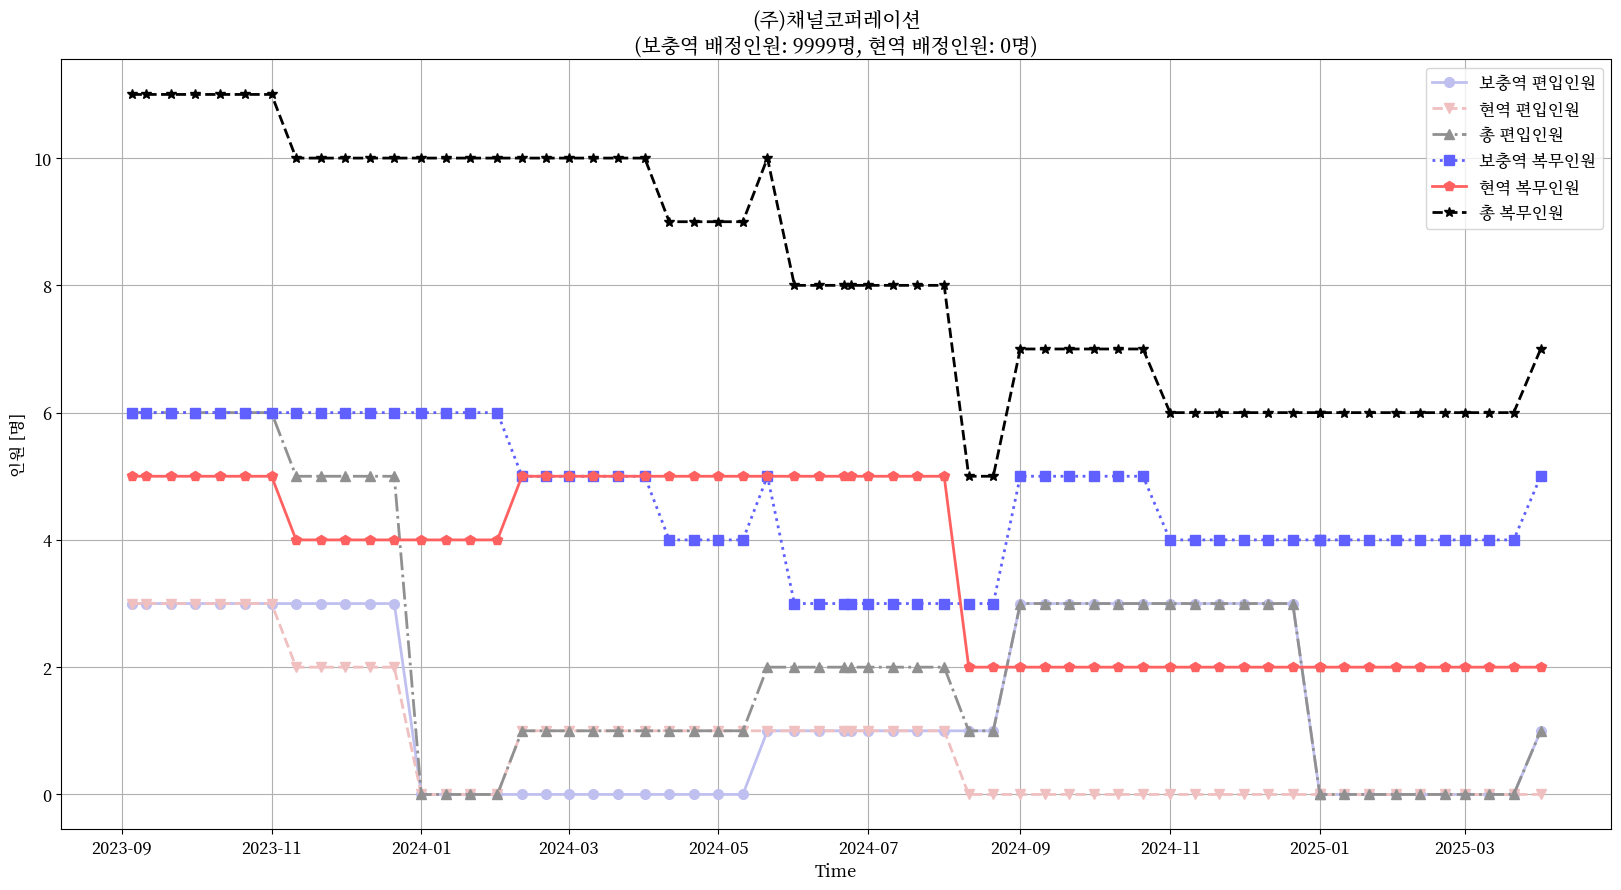 (주)채널코퍼레이션
(보충역 배정인원: 9999명, 현역 배정인원: 0명)
보충역 편입인원
현역 편입인원
총 편입인원
보충역 복무인원
현역 복무인원
총 복무인원
인원 [명]
10
8
6
4
2
0
2023-09 2023-11 2024-01 2024-03 2024-05 2024-07 2024-09 2024-11 2025-01 2025-03
Time